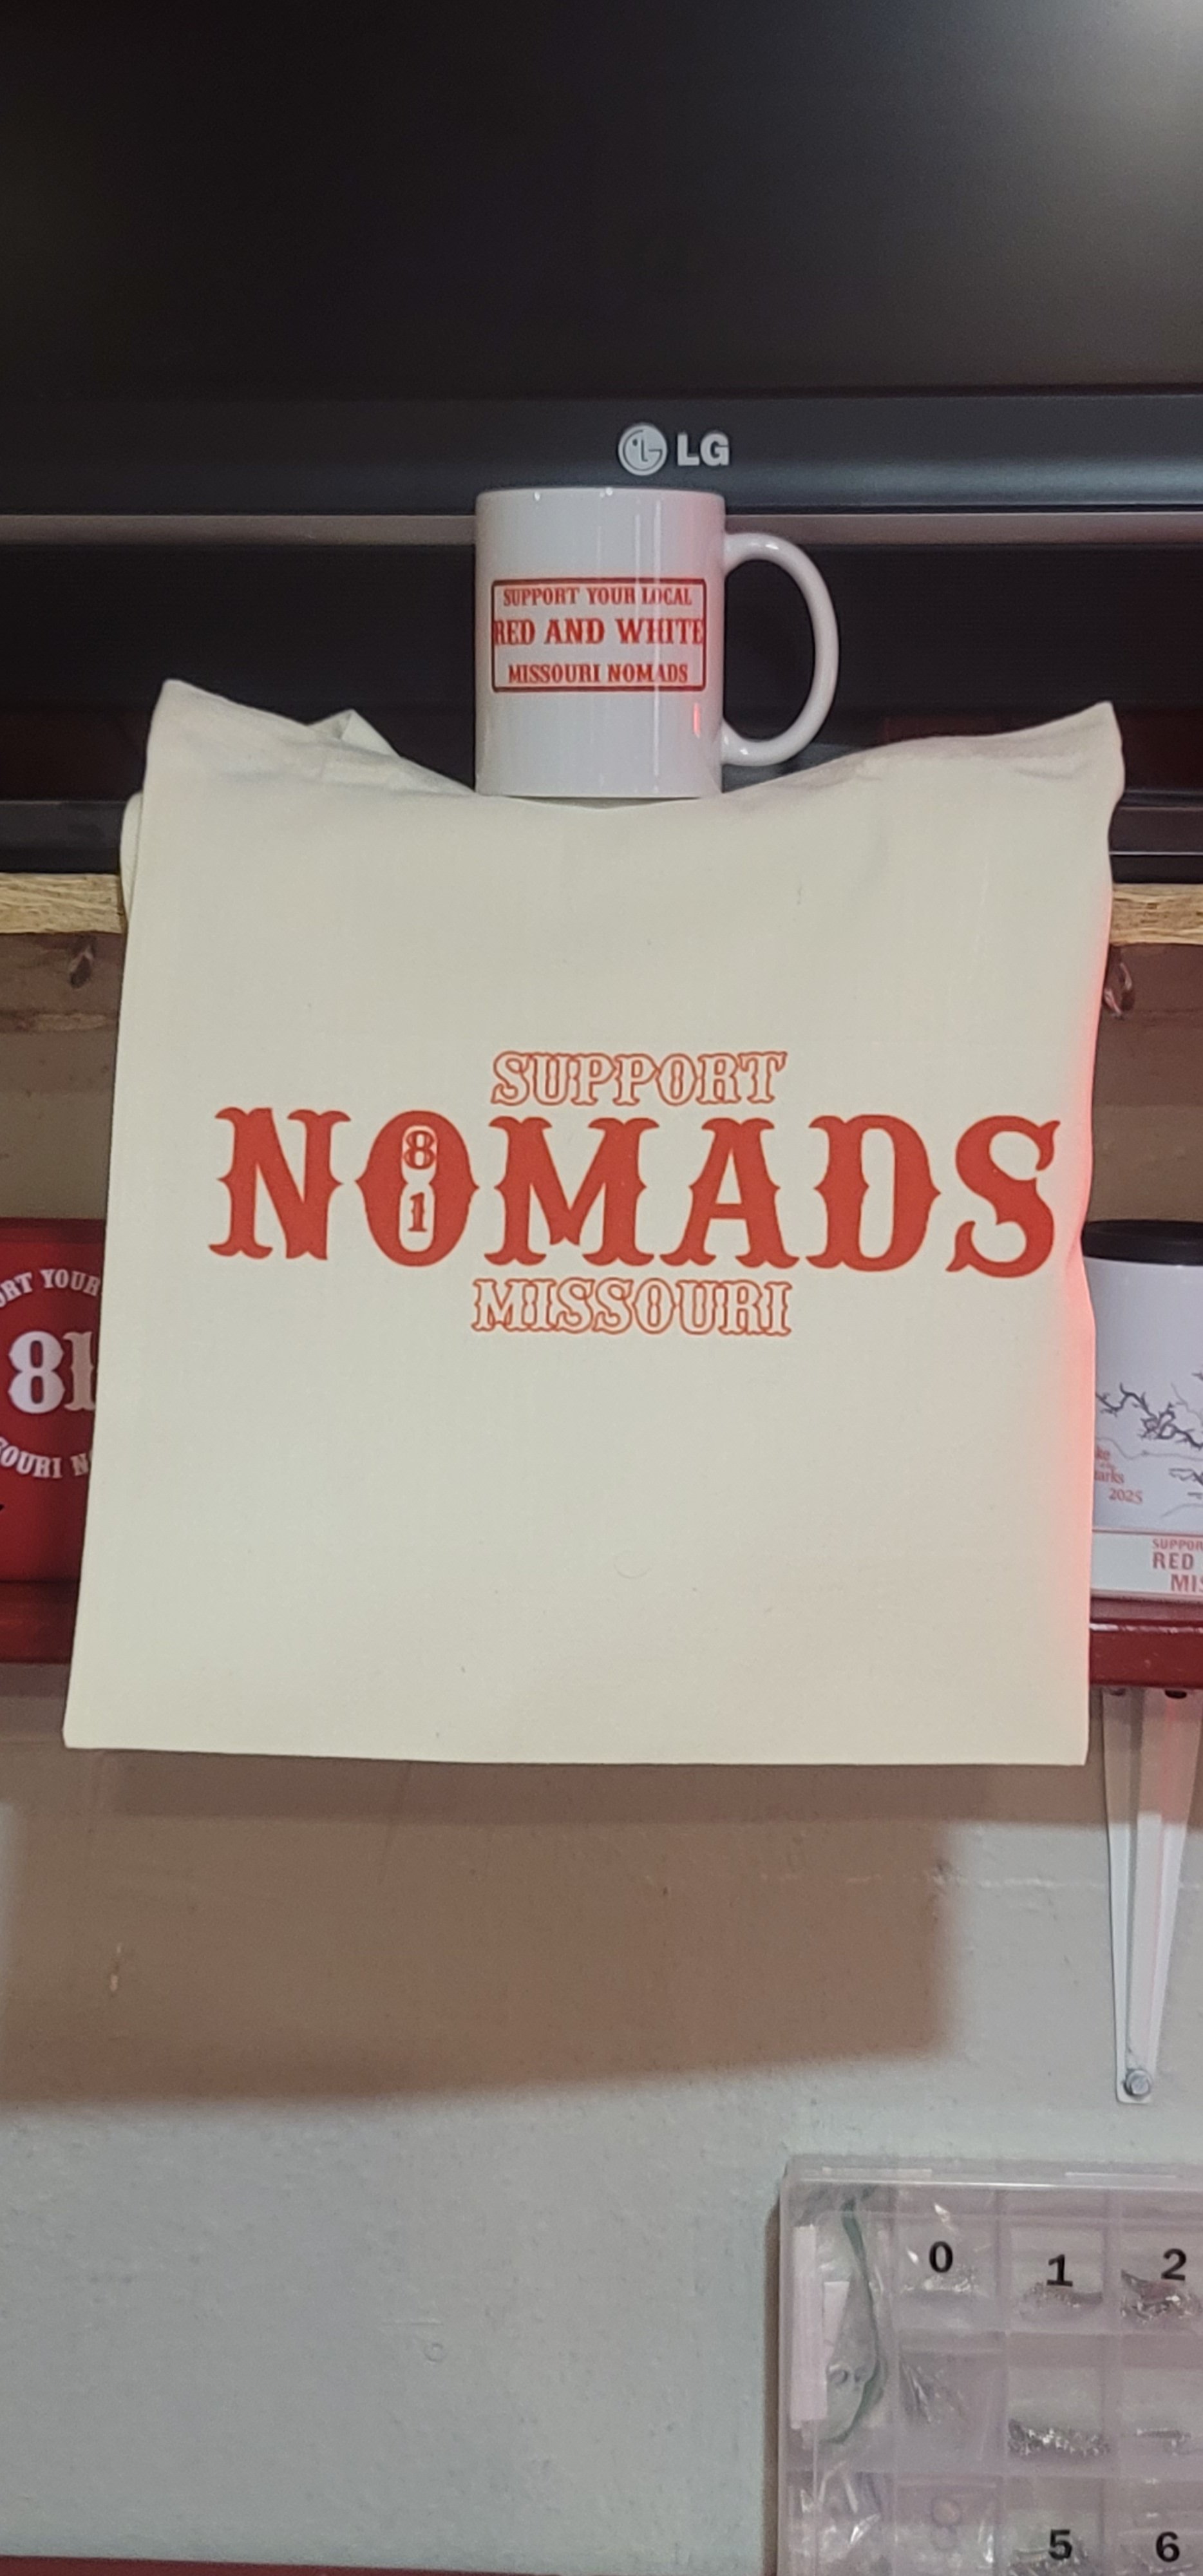 LG
SUPPORT YOUR LOCAL
RED AND WHITE
MISSOURI NOMADS
SUPPORT
NOMADS
81
MISSOURI
YOUR
81
2025
RED
0
1
2
5
6